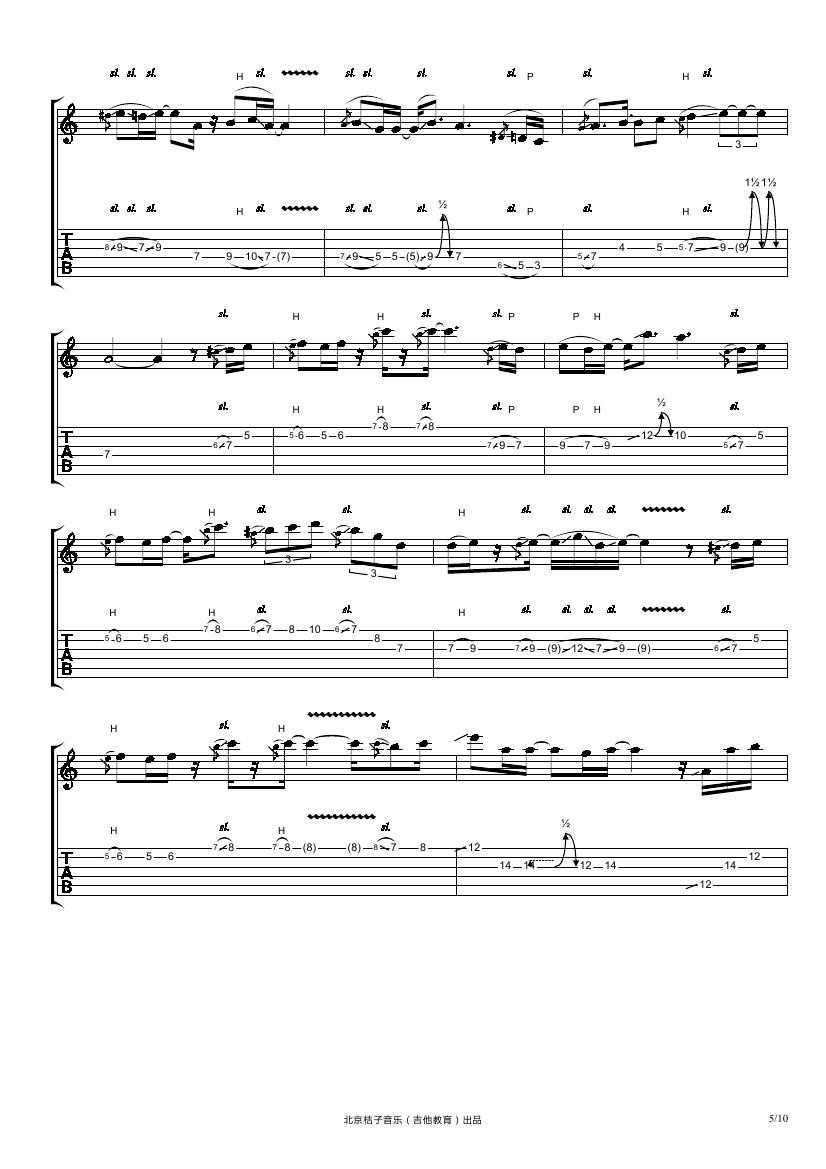 sl. sl. sl. H sl. sl. sl. sl. P sl. H sl.
3
1½ 1½
½
sl. sl. sl. H sl. sl. sl. sl. P sl. H sl.
T
A
B
8 9 7 9
4 5 5 7 9 (9)
7 9 10 7 (7) 7 9 5 5 (5) 9 7 5 7
6 5 3
sl. H H sl. sl. P P H sl.
½
sl. H H sl. sl. P P H sl.
T
A
B
7 8 7 8
5 5 6 5 6 12 10 5
6 7 7 9 7 9 7 9 5 7
7
H H sl. sl. H sl. sl. sl. sl. sl.
3 3
H H sl. sl. H sl. sl. sl. sl. sl.
T
A
B
7 8 6 7 8 10 6 7
5 6 5 6 8 5
7 7 9 7 9 (9) 12 7 9 (9) 6 7
H sl. H sl.
½
H sl. H sl.
T
A
B
7 8 7 8 (8) (8) 8 7 8 12
5 6 5 6 12
14 14 12 14 14
12
北京桔子音乐（吉他教育）出品
5/10